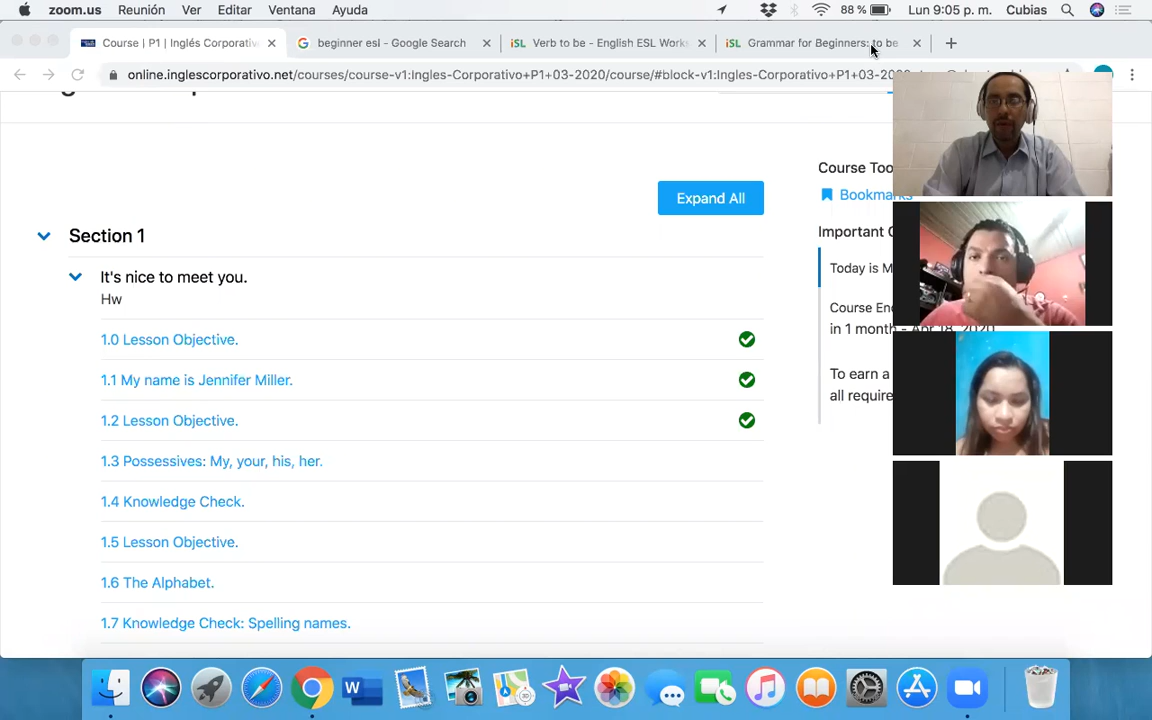 zoom.us Reunión Ver Editar Ventana Ayuda 88 % Lun 9:05 p. m. Cubias
Course | P1 | Inglés Corporativ beginner esl - Google Search Verb to be - English ESL Works Grammar for Beginners: to be
online.inglescorporativo.net/courses/course-v1:Ingles-Corporativo+P1+03-2020/course/#block-v1:Ingles-Corporativo+P1+03-20
Course Too
Expand All
Bookmarks
Section 1
Important
It's nice to meet you.
Today is M
Hw
Course En
in 1 month - Apr 18, 2020
1.0 Lesson Objective.
To earn a
1.1 My name is Jennifer Miller.
all require
1.2 Lesson Objective.
1.3 Possessives: My, your, his, her.
1.4 Knowledge Check.
1.5 Lesson Objective.
1.6 The Alphabet.
1.7 Knowledge Check: Spelling names.